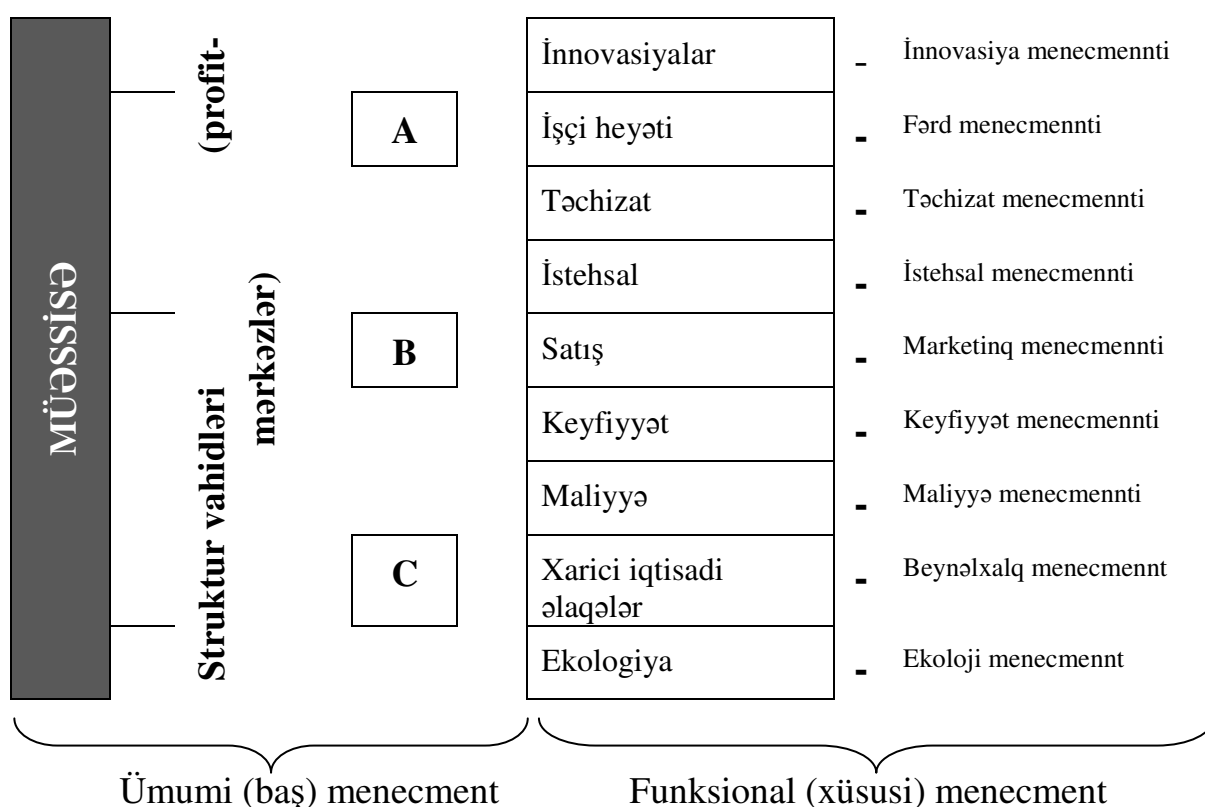 MÜƏSSİSƏ
Struktur vahidləri (profit-
mərkəzlər)
A
B
C
İnnovasiyalar - İnnovasiya menecmennti
İşçi heyəti - Fərd menecmennti
Təchizat - Təchizat menecmennti
İstehsal - İstehsal menecmennti
Satış - Marketinq menecmennti
Keyfiyyət - Keyfiyyət menecmennti
Maliyyə - Maliyyə menecmennti
Xarici iqtisadi - Beynəlxalq menecmennt
əlaqələr
Ekologiya - Ekoloji menecmennt
Ümumi (baş) menecment
Funksional (xüsusi) menecment